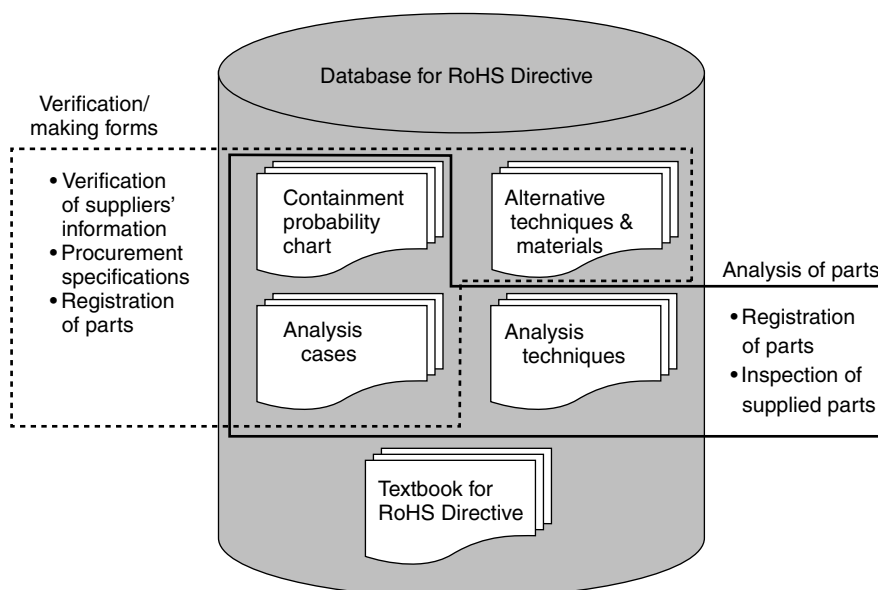 Database for RoHS Directive
Verification/
making forms
• Verification
of suppliers'
information
• Procurement
specifications
• Registration
of parts
Containment
probability
chart
Alternative
techniques &
materials
Analysis
cases
Analysis
techniques
Analysis of parts
• Registration
of parts
• Inspection of
supplied parts
Textbook for
RoHS Directive